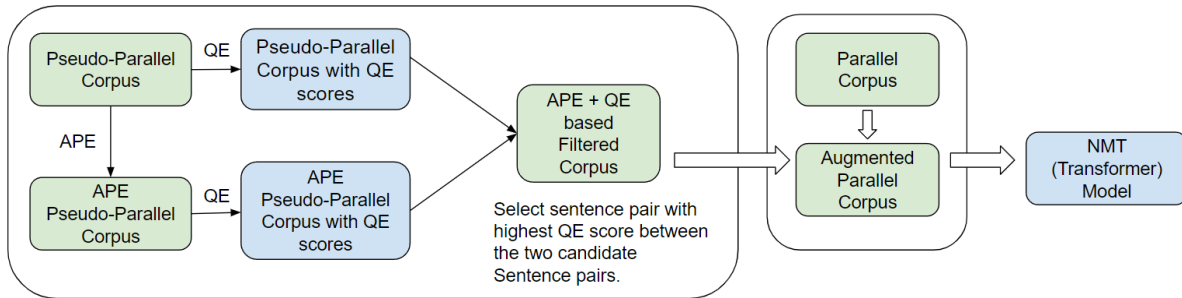 Pseudo-Parallel
Corpus
QE
Pseudo-Parallel
Corpus with QE
scores
APE
APE
Pseudo-Parallel
Corpus
QE
APE
Pseudo-Parallel
Corpus with QE
scores
APE + QE
based
Filtered
Corpus
Select sentence pair with
highest QE score between
the two candidate
Sentence pairs.
Parallel
Corpus
Augmented
Parallel
Corpus
NMT
(Transformer)
Model